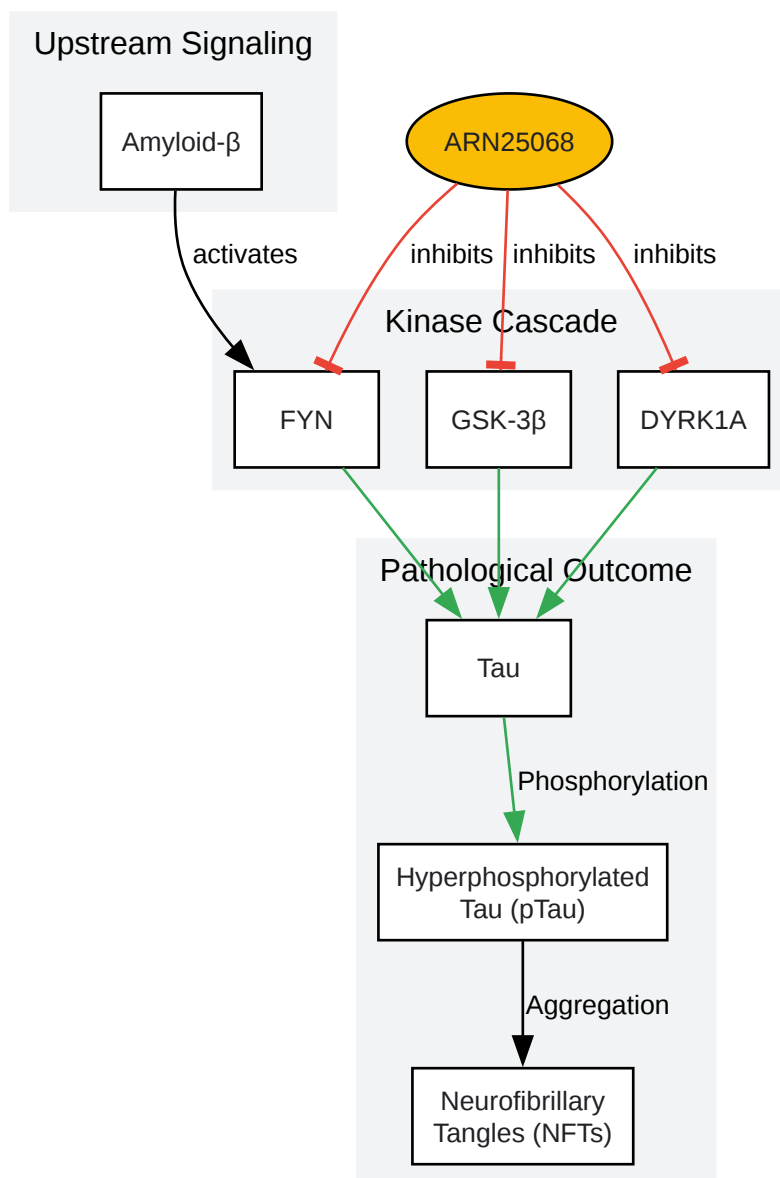 Upstream Signaling
Amyloid-β
ARN25068
activates
inhibits
inhibits
inhibits
Kinase Cascade
FYN
GSK-3β
DYRK1A
Pathological Outcome
Tau
Phosphorylation
Hyperphosphorylated
Tau (pTau)
Aggregation
Neurofibrillary
Tangles (NFTs)